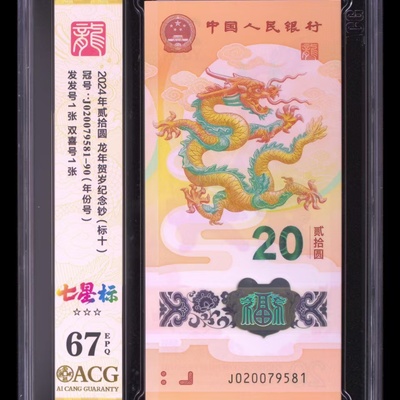 龍
2024年贰拾圆 龙年贺岁纪念钞(标十)
冠号:J020079581-90(年份号)
发发号1张 双喜号1张
七星标
67 EPQ
ACG
AI CANG GUARANTY
中国人民银行
龍
20
贰拾圆
J020079581